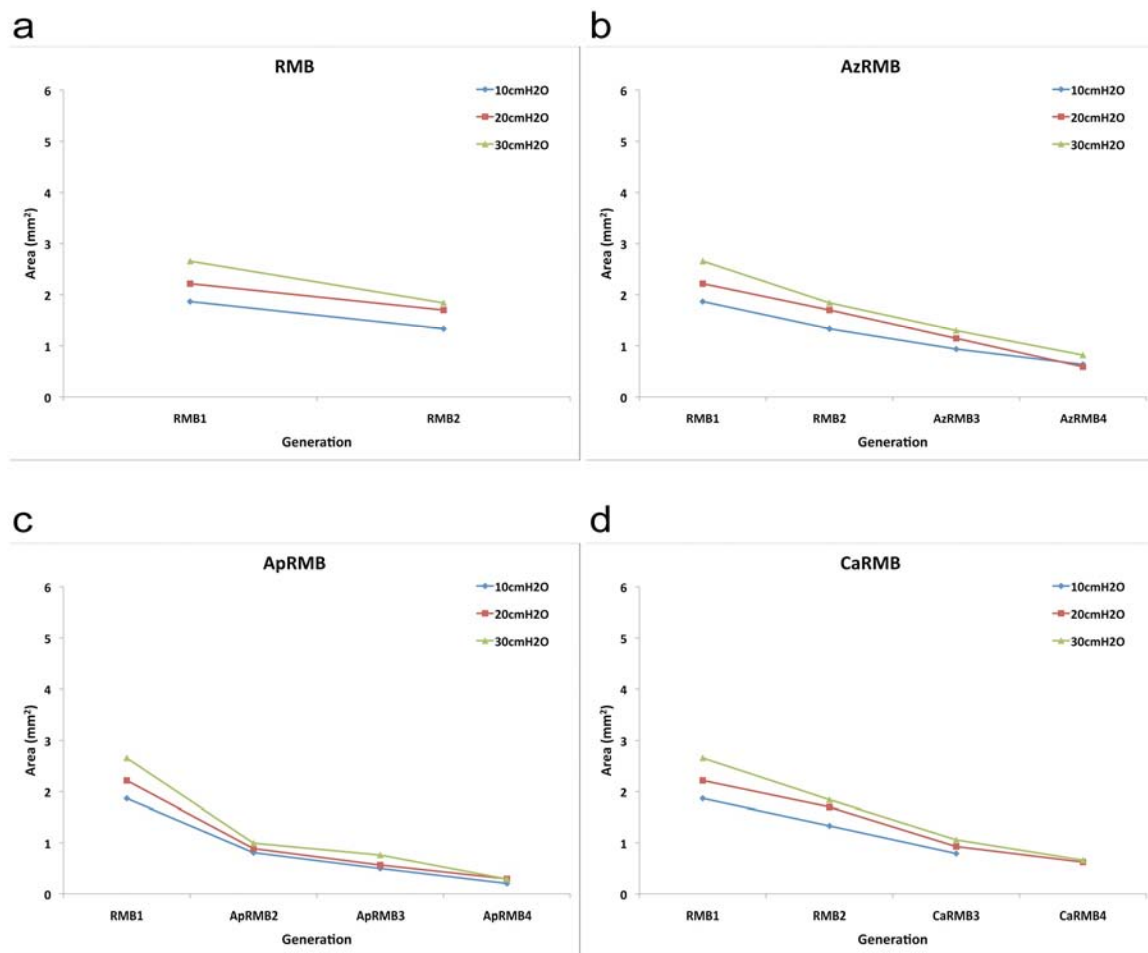 a
RMB
6
5
4
3
2
1
0
Area (mm²)
10cmH2O
20cmH2O
30cmH2O
RMB1 RMB2
Generation
b
AzRMB
6
5
4
3
2
1
0
Area (mm²)
10cmH2O
20cmH2O
30cmH2O
RMB1 RMB2 AzRMB3 AzRMB4
Generation
c
ApRMB
6
5
4
3
2
1
0
Area (mm²)
10cmH2O
20cmH2O
30cmH2O
RMB1 ApRMB2 ApRMB3 ApRMB4
Generation
d
CaRMB
6
5
4
3
2
1
0
Area (mm²)
10cmH2O
20cmH2O
30cmH2O
RMB1 RMB2 CaRMB3 CaRMB4
Generation